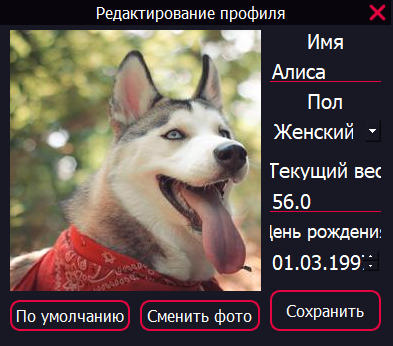 Редактирование профиля
Имя
Алиса
Пол
Женский
Текущий вес
56.0
День рождения
01.03.199
По умолчанию
Сменить фото
Сохранить